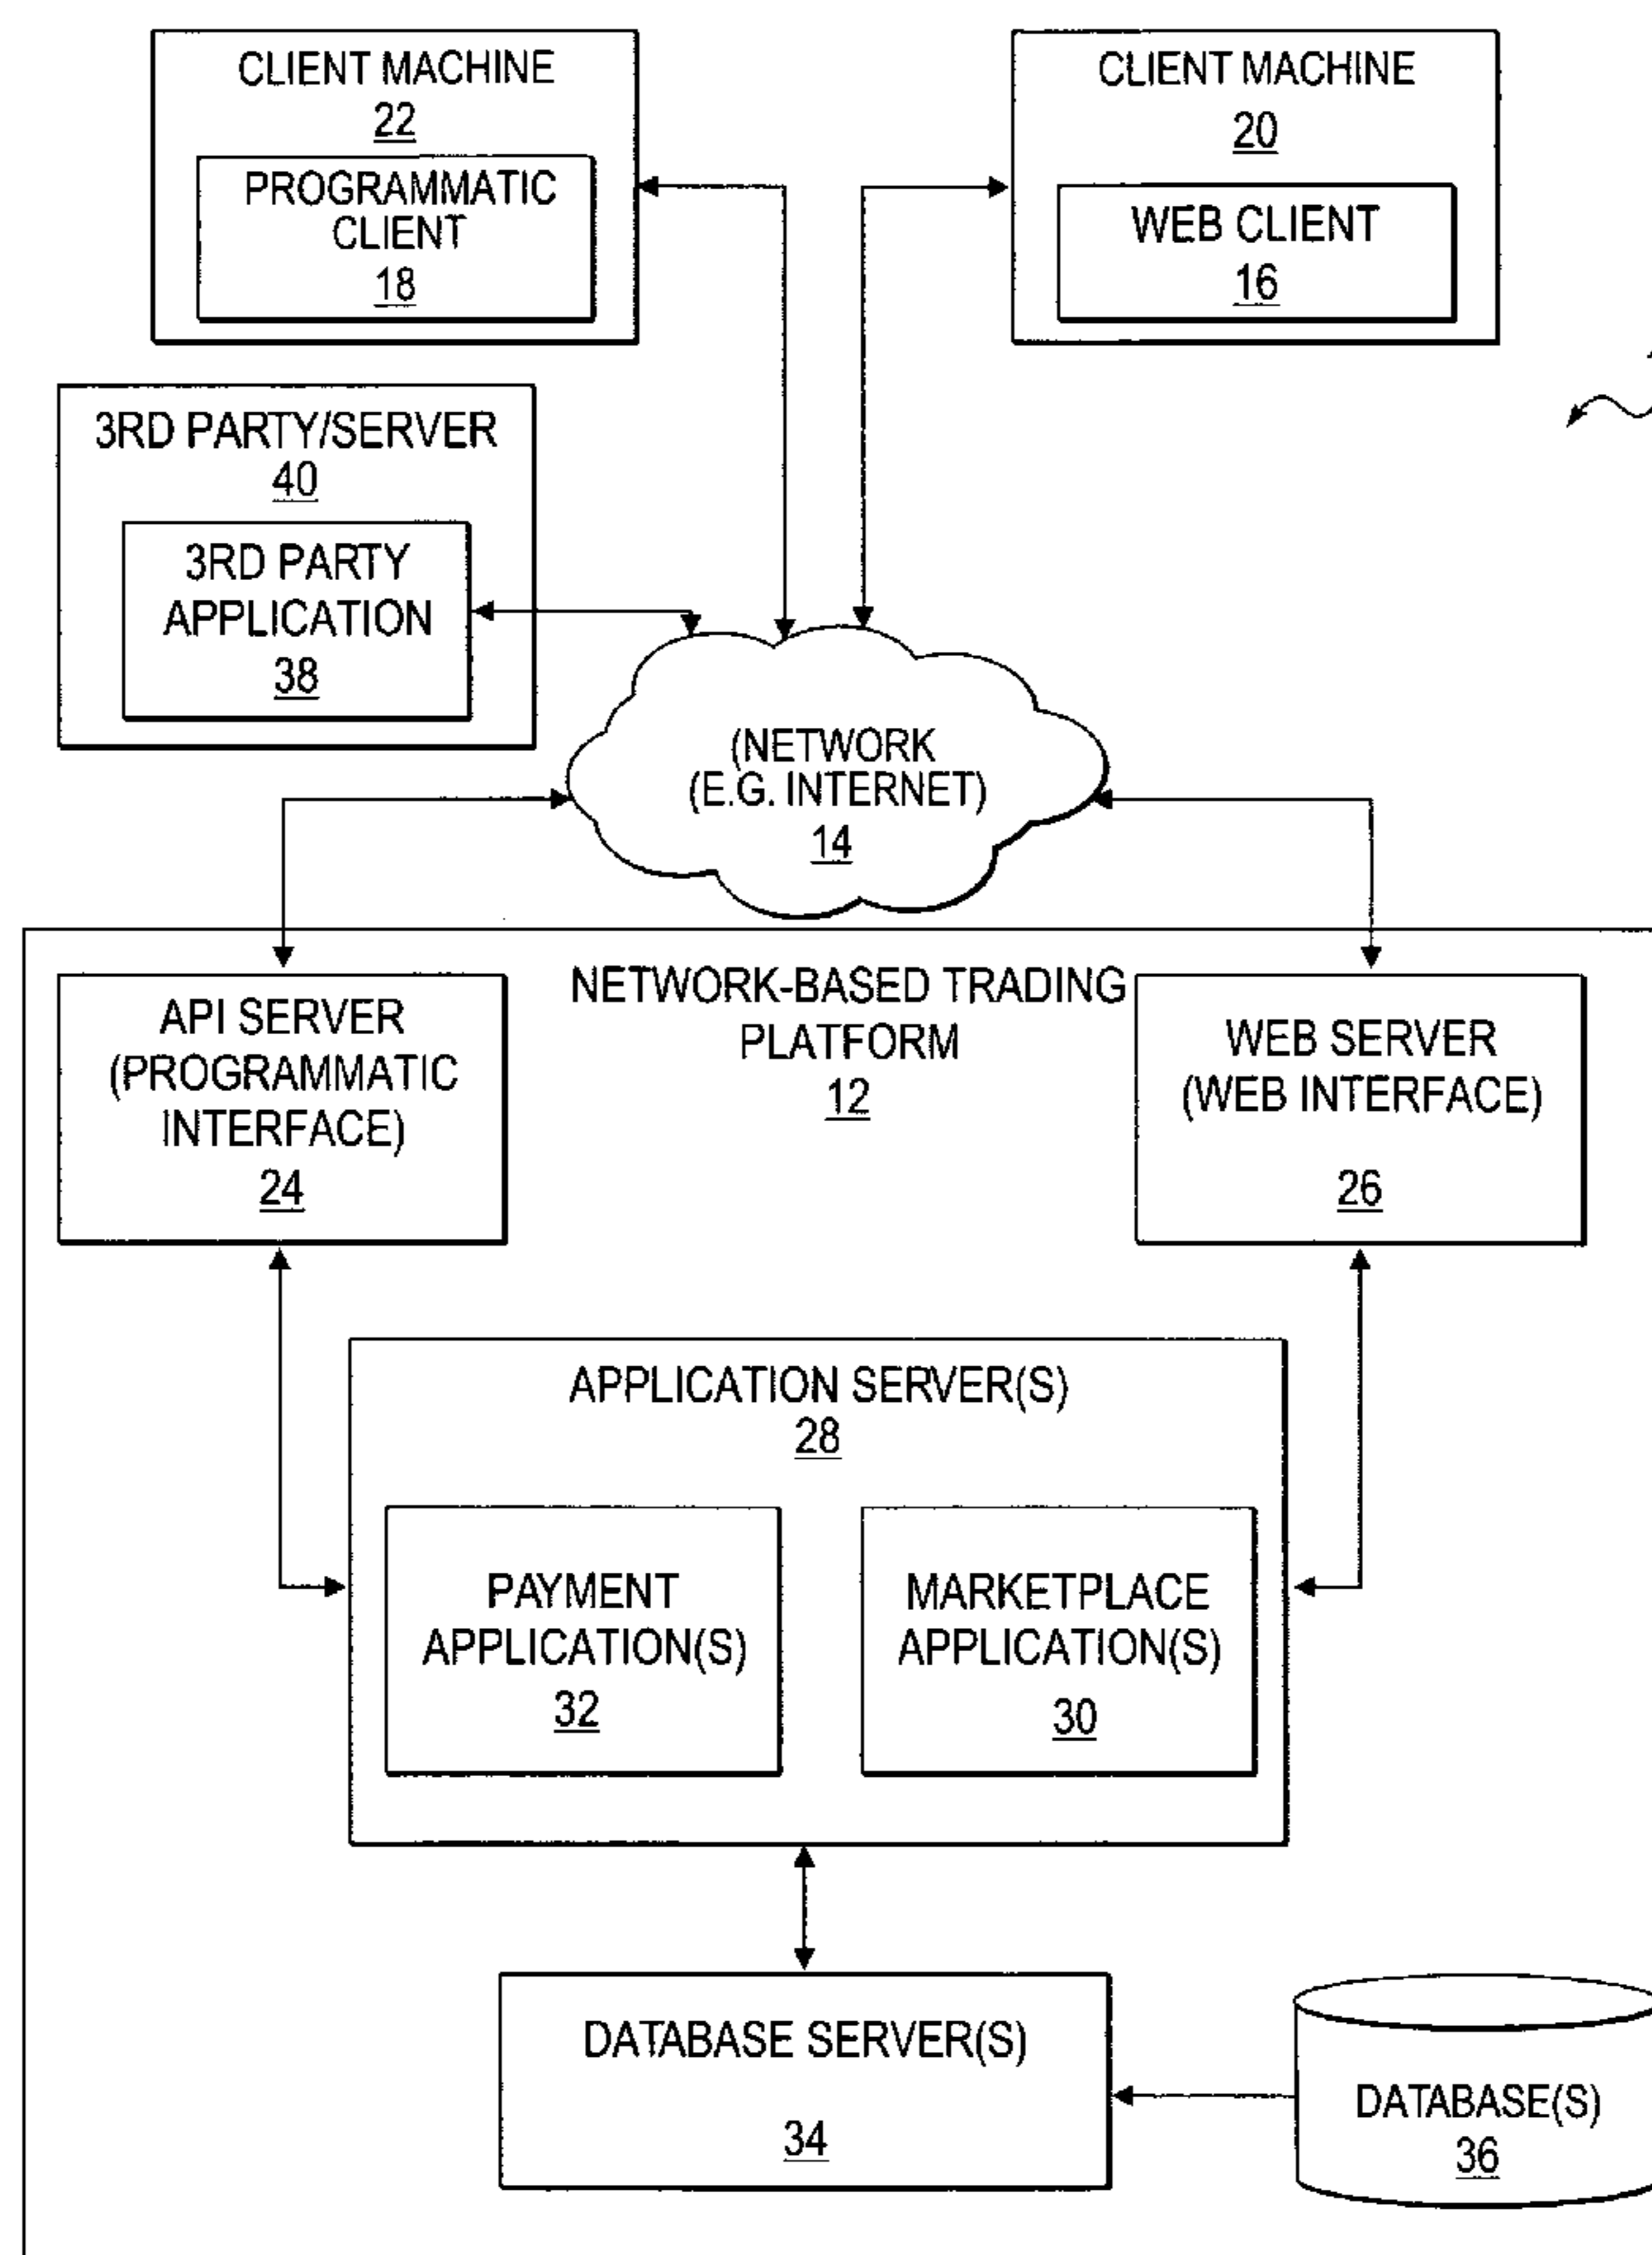 CLIENT MACHINE
22
PROGRAMMATIC
CLIENT
18
CLIENT MACHINE
20
WEB CLIENT
16
3RD PARTY/SERVER
40
3RD PARTY
APPLICATION
38
(NETWORK
(E.G. INTERNET)
14
NETWORK-BASED TRADING
PLATFORM
12
API SERVER
(PROGRAMMATIC
INTERFACE)
24
WEB SERVER
(WEB INTERFACE)
26
APPLICATION SERVER(S)
28
PAYMENT
APPLICATION(S)
32
MARKETPLACE
APPLICATION(S)
30
DATABASE SERVER(S)
34
DATABASE(S)
36